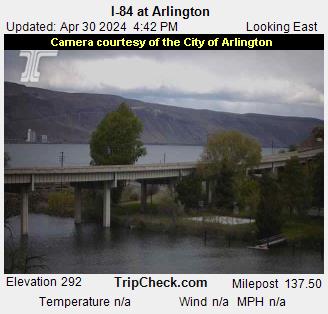 I-84 at Arlington
Updated: Apr 30 2024 4:42 PM Looking East
Camera courtesy of the City of Arlington
Elevation 292 TripCheck.com Milepost 137.50
Temperature n/a Wind n/a MPH n/a